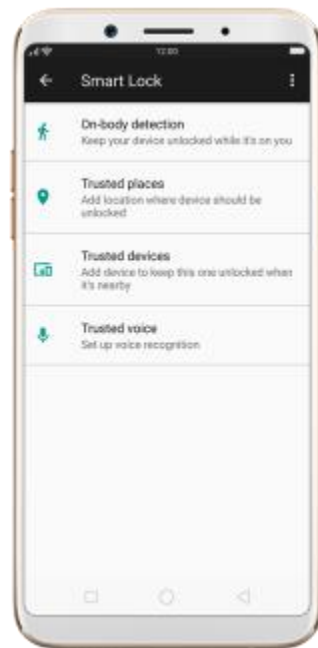 12:00
Smart Lock
On-body detection
Keep your device unlocked while it's on you
Trusted places
Add location where device should be
unlocked
Trusted devices
Add device to keep this one unlocked when
it's nearby
Trusted voice
Set up voice recognition